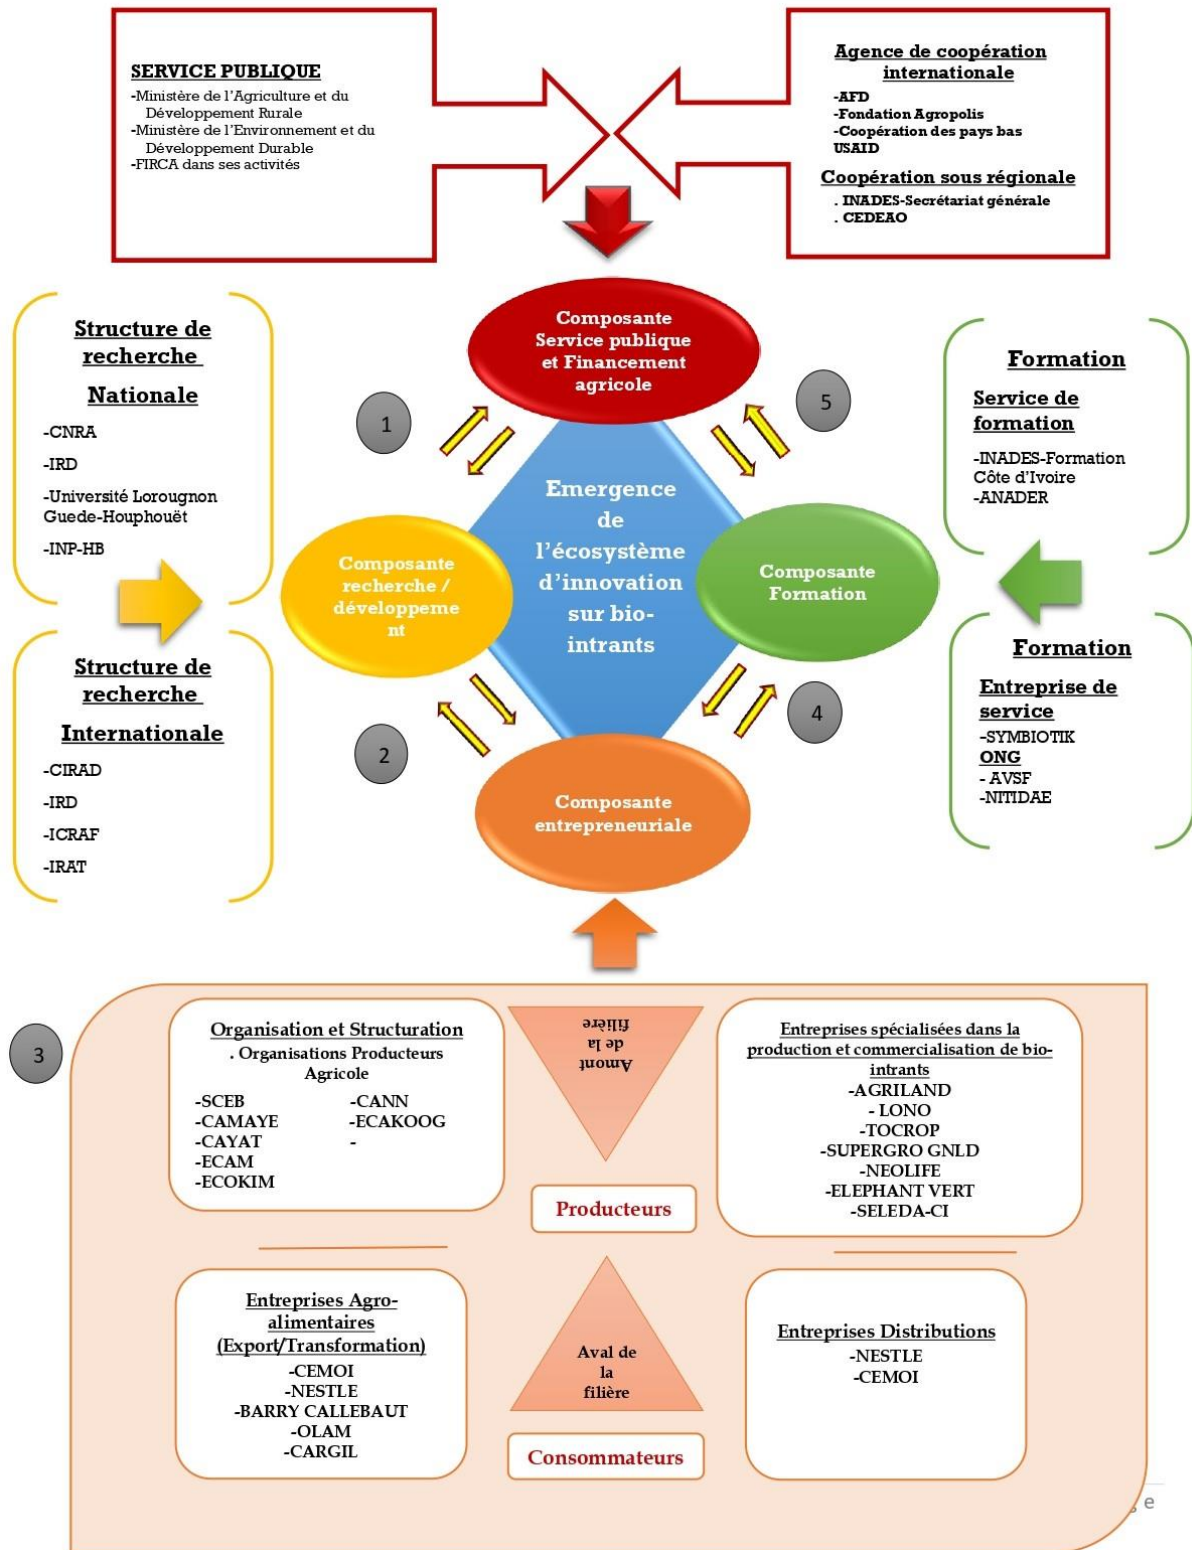 SERVICE PUBLIQUE
-Ministère de l'Agriculture et du
Développement Rurale
-Ministère de l'Environnement et du
Développement Durable
-FIRCA dans ses activités
Agence de coopération
internationale
-AFD
-Fondation Agropolis
-Coopération des pays bas
USAID
Coopération sous régionale
. INADES-Secrétariat générale
. CEDEAO
Composante
Service publique
et Financement
agricole
Structure de
recherche
Nationale
-CNRA
-IRD
-Université Lorougnon
Guede-Houphouët
-INP-HB
Structure de
recherche
Internationale
-CIRAD
-IRD
-ICRAF
-IRAT
1
5
Composante
recherche /
développeme
nt
Emergence
de
l'écosystème
d'innovation
sur bio-
intrants
Composante
Formation
2
4
Composante
entrepreneuriale
Formation
Service de
formation
-INADES-Formation
Côte d'Ivoire
-ANADER
Formation
Entreprise de
service
-SYMBIOTIK
ONG
- AVSF
-NITIDAE
3
Organisation et Structuration
. Organisations Producteurs
Agricole
-SCEB
-CAMAYE
-CAYAT
-ECAM
-ECOKIM
-CANN
-ECAKOOG
-
Amont
de la
filière
Producteurs
Entreprises spécialisées dans la
production et commercialisation de bio-
intrants
-AGRILAND
- LONO
-TOCROP
-SUPERGRO GNLD
-NEOLIFE
-ELEPHANT VERT
-SELEDA-CI
Entreprises Agro-
alimentaires
(Export/Transformation)
-CEMOI
-NESTLE
-BARRY CALLEBAUT
-OLAM
-CARGIL
Aval de
la
filière
Consommateurs
Entreprises Distributions
-NESTLE
-CEMOI
e